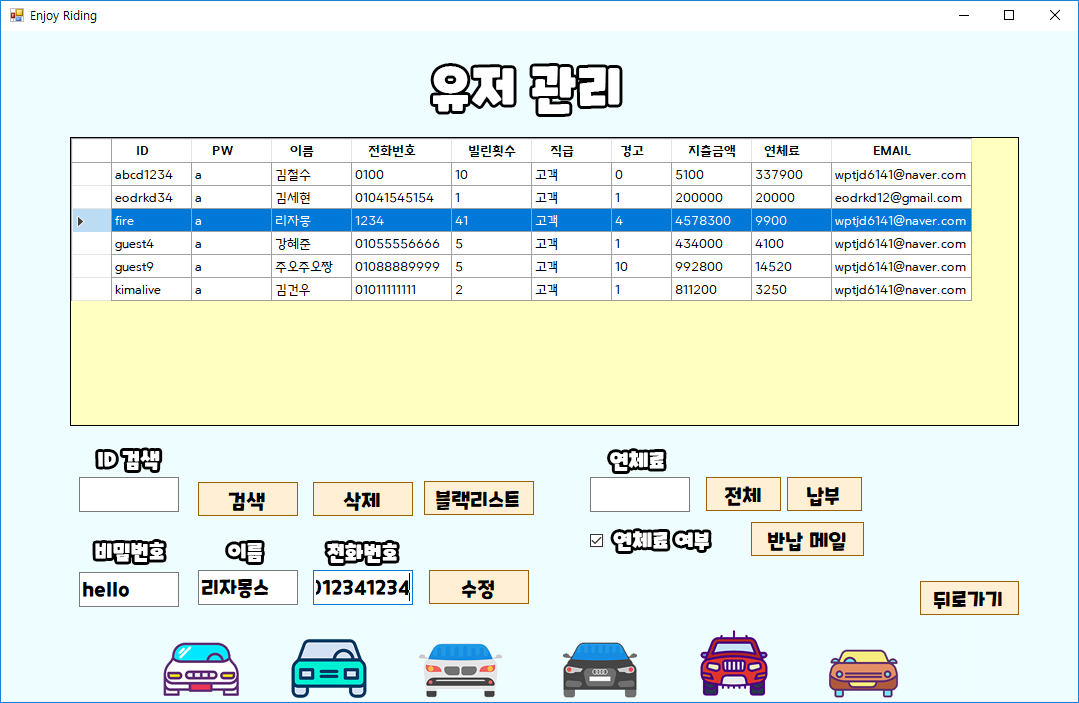 Enjoy Riding
유저 관리
ID PW 이름 전화번호 빌린횟수 직급 경고 지출금액 연체료 EMAIL
abcd1234 a 김철수 0100 10 고객 0 5100 337900 wptjd6141@naver.com
eodrkd34 a 김세현 01041545154 1 고객 1 200000 20000 eodrkd12@gmail.com
fire a 리자몽 1234 41 고객 4 4578300 9900 wptjd6141@naver.com
guest4 a 강혜준 01055556666 5 고객 1 434000 4100 wptjd6141@naver.com
guest9 a 주오주오짱 01088889999 5 고객 10 992800 14520 wptjd6141@naver.com
kimalive a 김건우 01011111111 2 고객 1 811200 3250 wptjd6141@naver.com
ID 검색 연체료
검색 삭제 블랙리스트 전체 납부
연체료 여부 반납 메일
비밀번호 이름 전화번호
hello 리자몽스 012341234 수정
뒤로가기